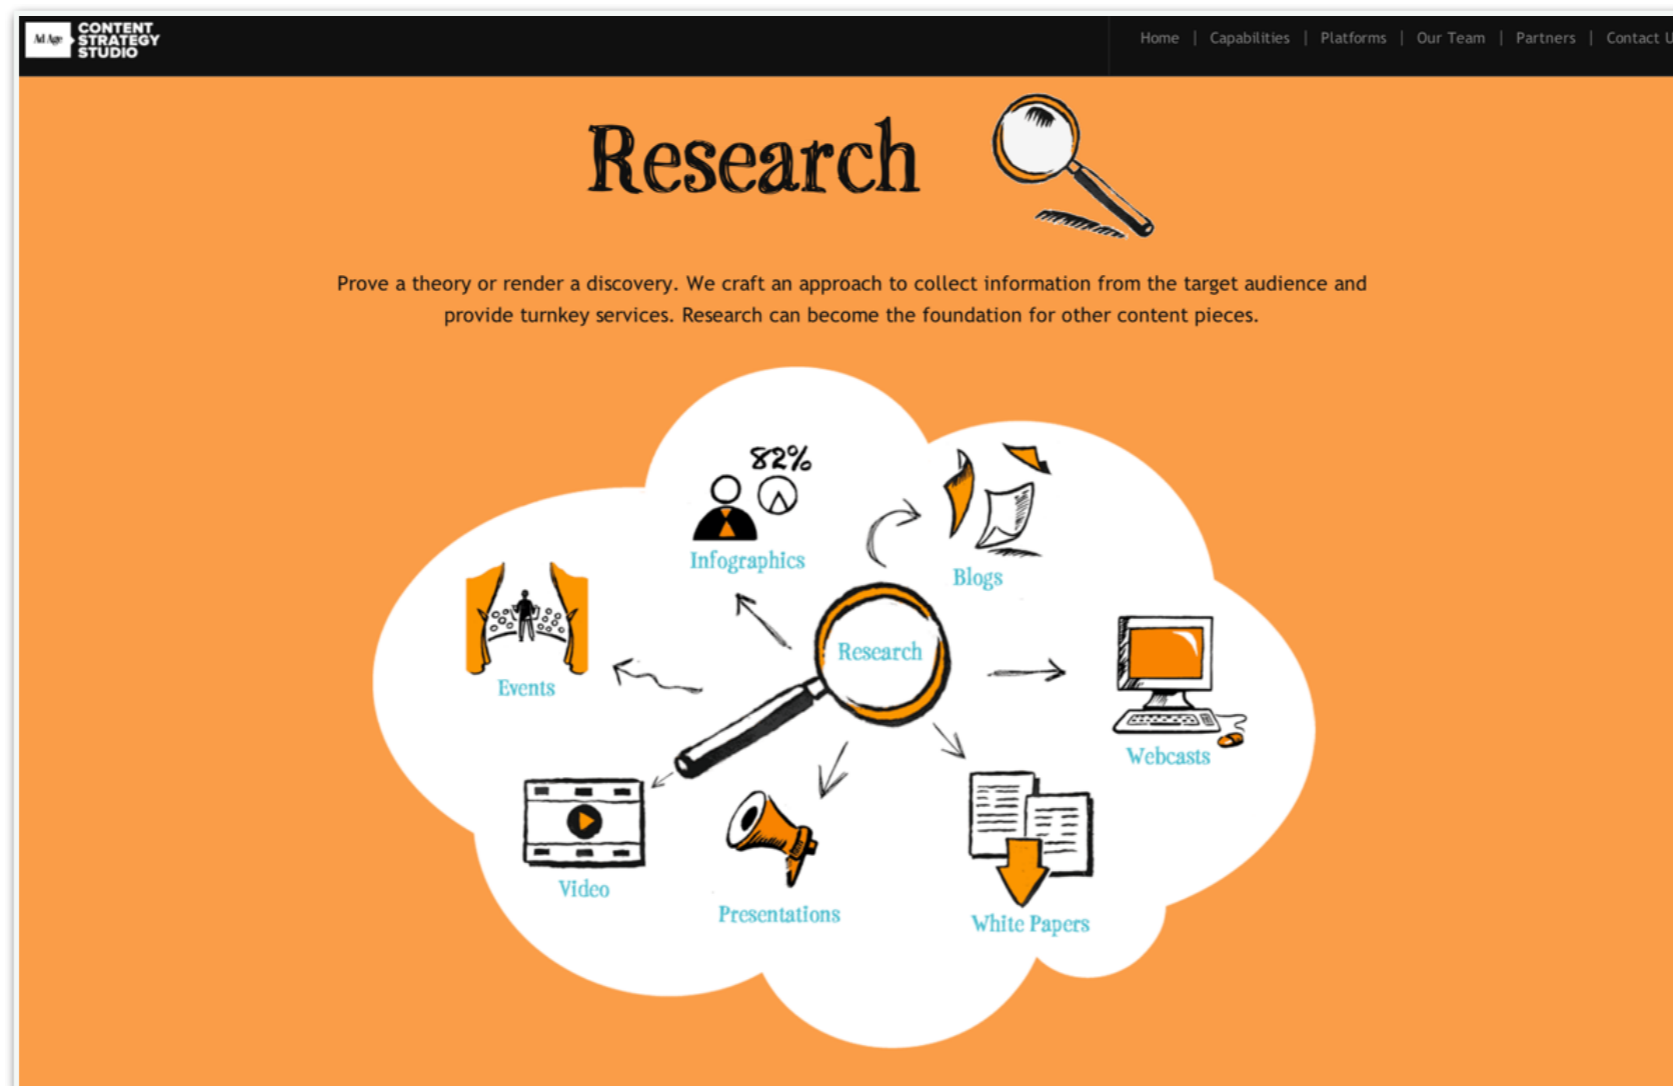 Ad Age
CONTENT
STRATEGY
STUDIO
Home | Capabilities | Platforms | Our Team | Partners | Contact U
Research
Prove a theory or render a discovery. We craft an approach to collect information from the target audience and
provide turnkey services. Research can become the foundation for other content pieces.
82%
Infographics
Blogs
Research
Events
Webcasts
Video
Presentations
White Papers